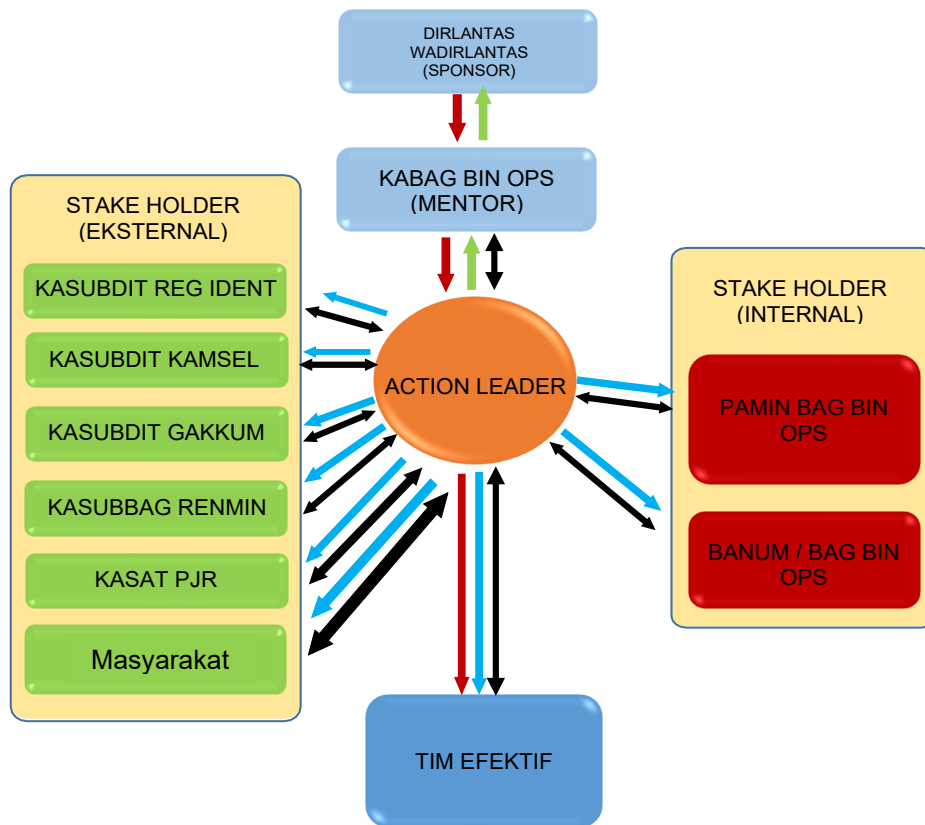 DIRLANTAS
WADIRLANTAS
(SPONSOR)
KABAG BIN OPS
(MENTOR)
STAKE HOLDER
(EKSTERNAL)
KASUBDIT REG IDENT
KASUBDIT KAMSEL
KASUBDIT GAKKUM
KASUBBAG RENMIN
KASAT PJR
Masyarakat
ACTION LEADER
STAKE HOLDER
(INTERNAL)
PAMIN BAG BIN
OPS
BANUM / BAG BIN
OPS
TIM EFEKTIF